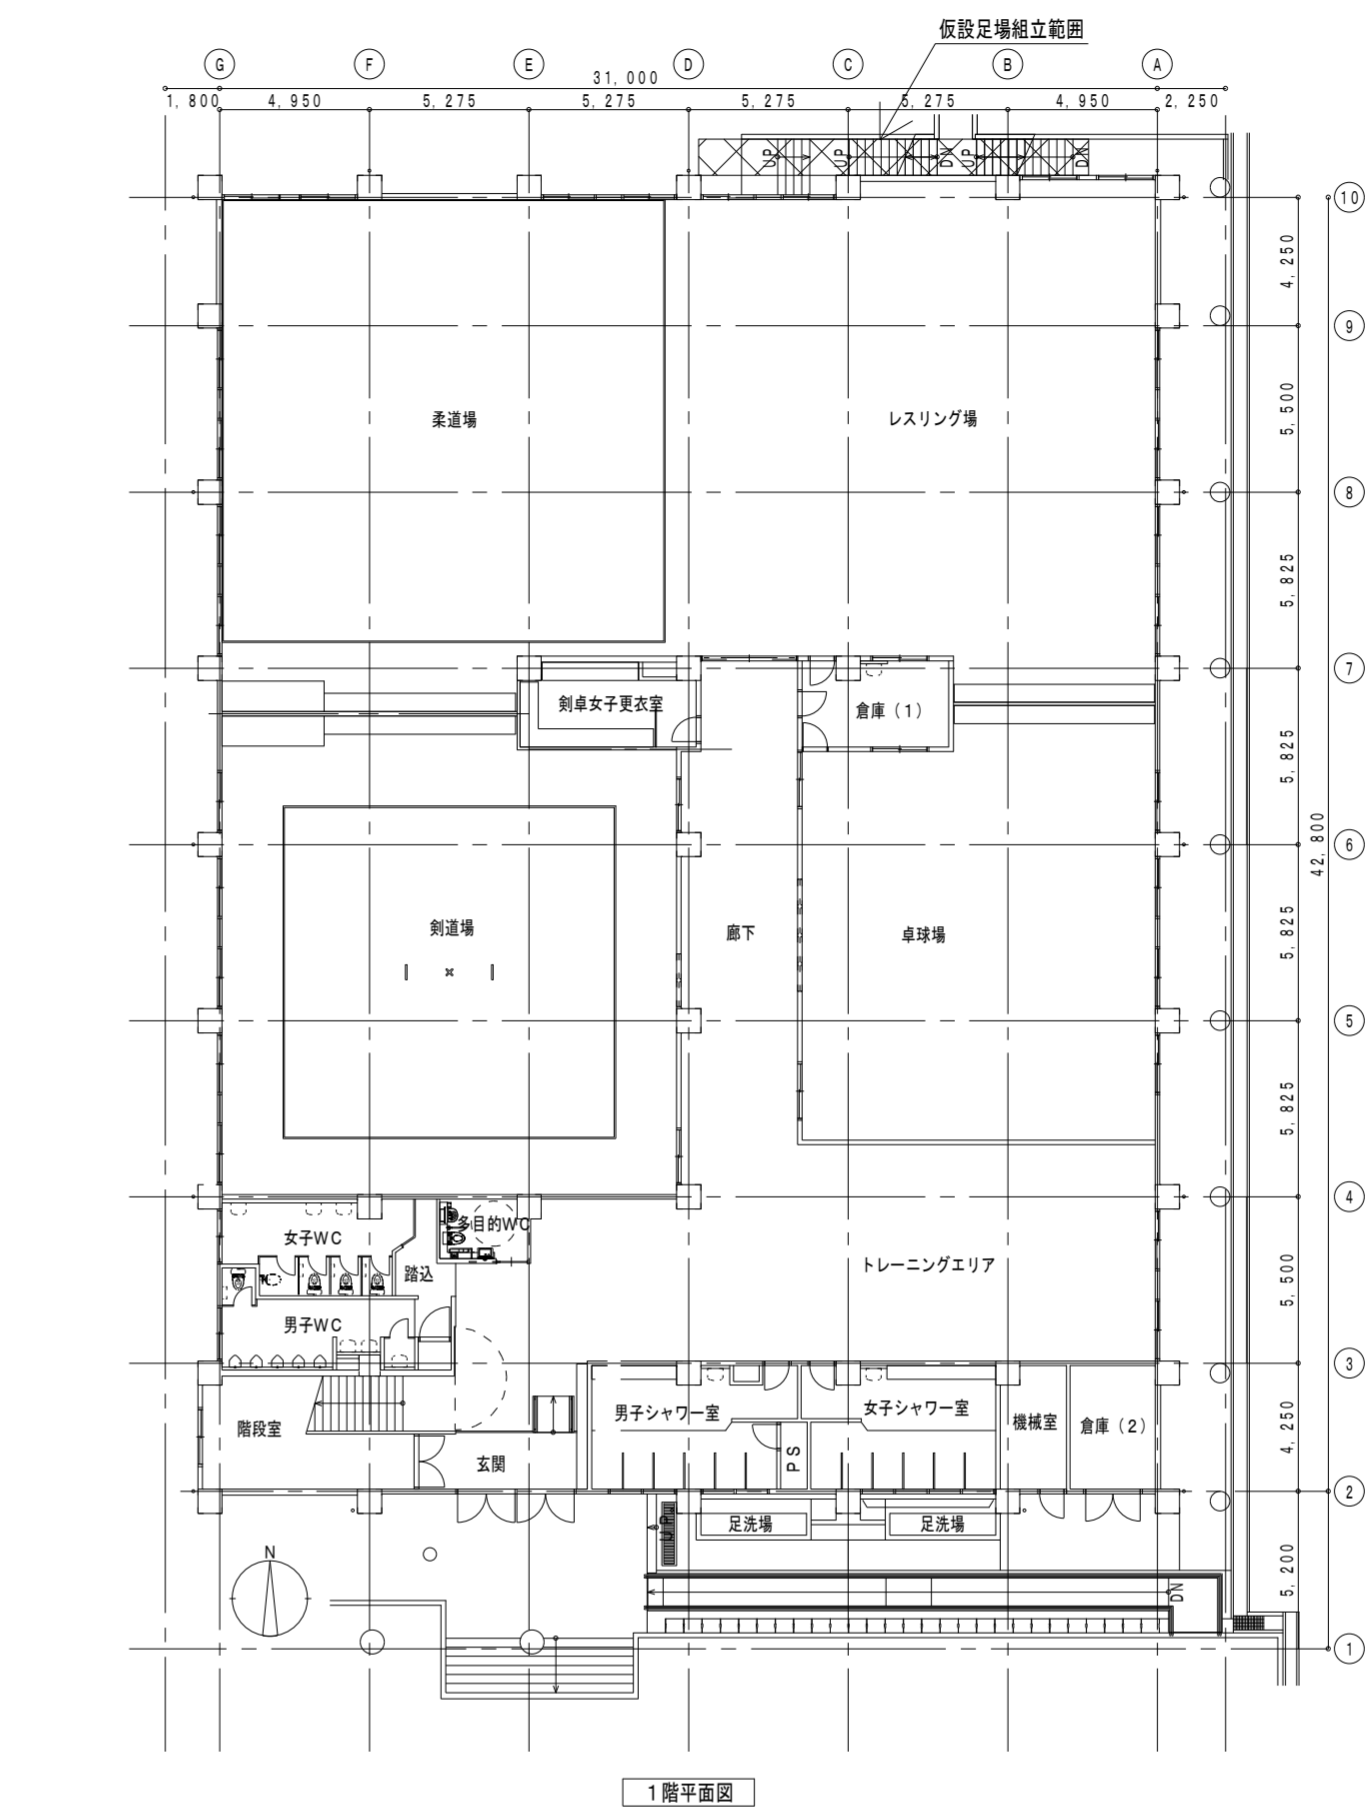 仮設足場組立範囲
G F E D C B A
31,000
1,800 4,950 5,275 5,275 5,275 5,275 4,950 2,250
UP UP DN UP DN
10
4,250
9
5,500
柔道場 レスリング場
8
5,825
7
剣卓女子更衣室 倉庫(1)
5,825
6
42,800
剣道場 廊下 卓球場
5,825
5
5,825
4
女子WC 多目的WC
踏込 トレーニングエリア
5,500
男子WC
3
男子シャワー室 女子シャワー室 機械室 倉庫(2)
階段室
4,250
玄関 PS
2
UP 足洗場 足洗場
N
5,200
DN
1
1階平面図